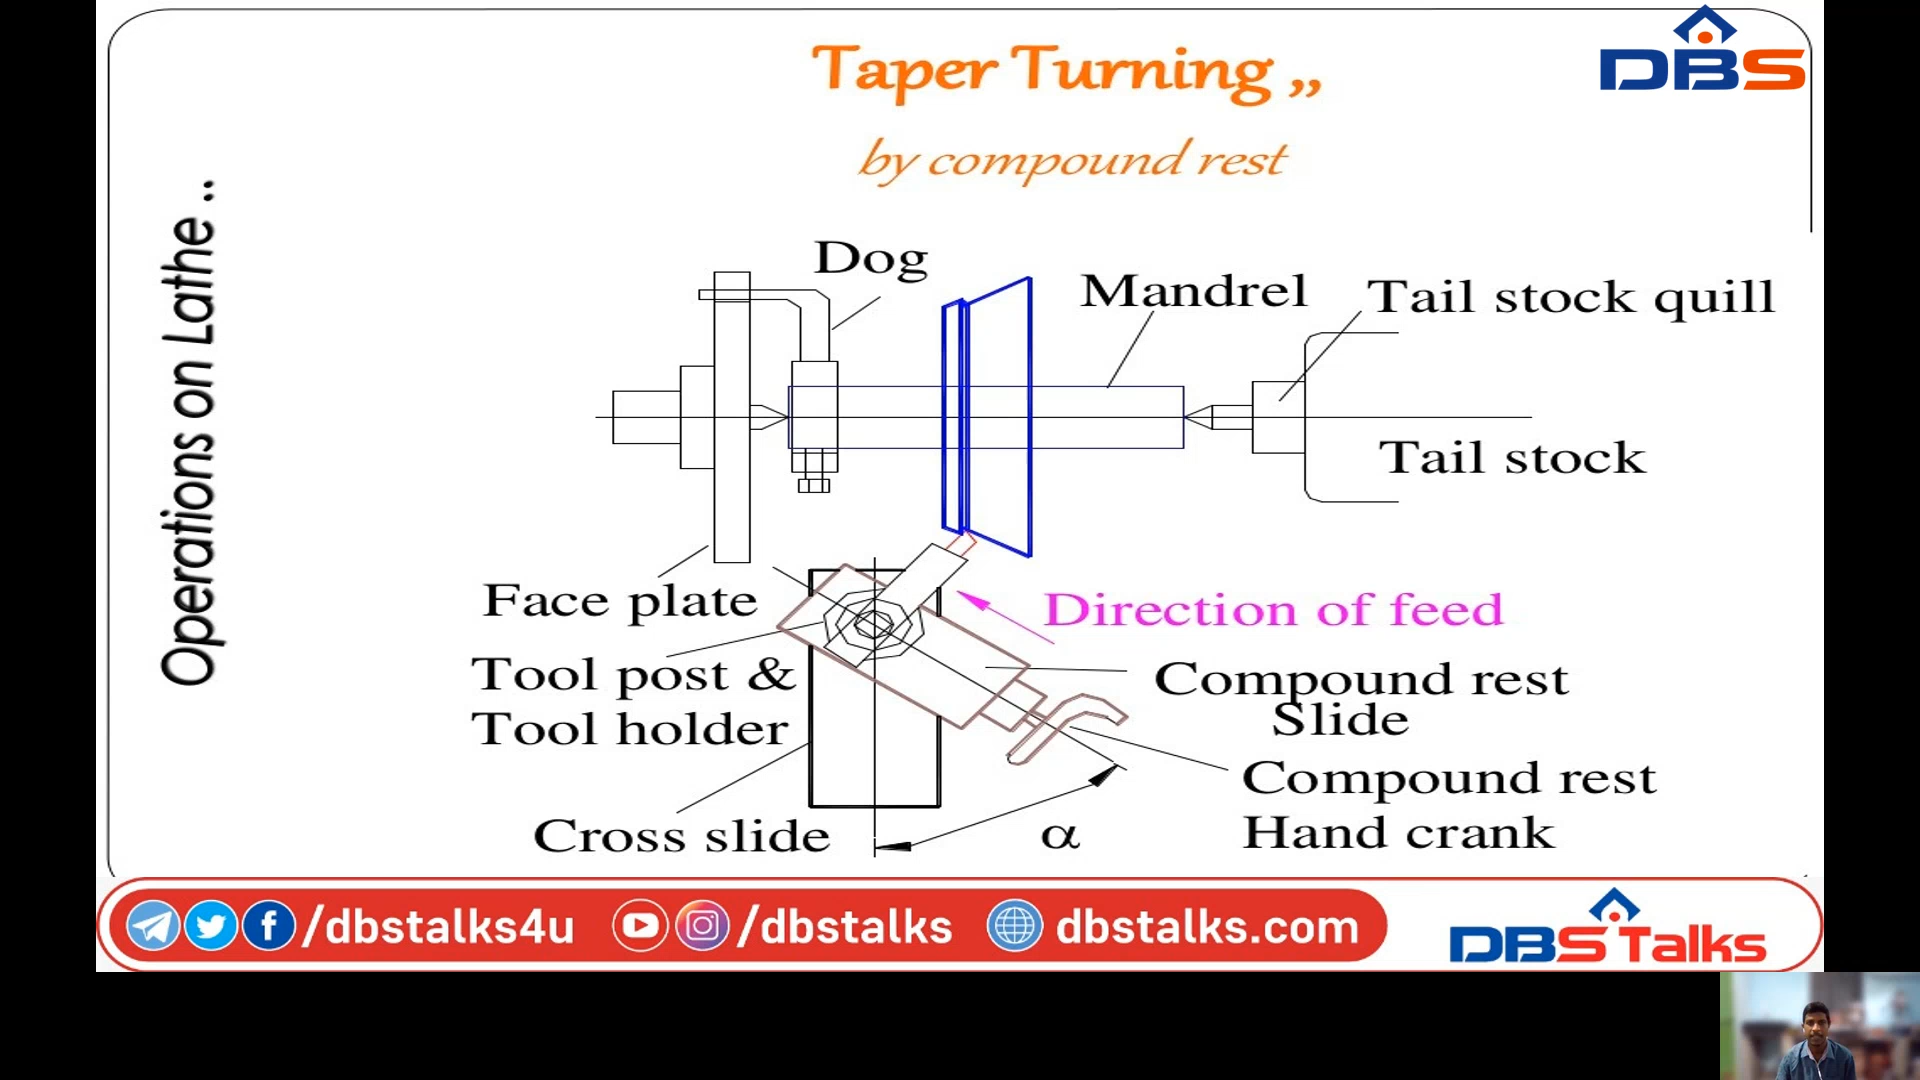 Taper Turning ,,
DBS
by compound rest
Operations on Lathe ..
Dog
Mandrel
Tail stock quill
Tail stock
Face plate
Direction of feed
Tool post &
Tool holder
Compound rest
Slide
Compound rest
Hand crank
Cross slide
α
/dbstalks4u
/dbstalks
dbstalks.com
DBS Talks